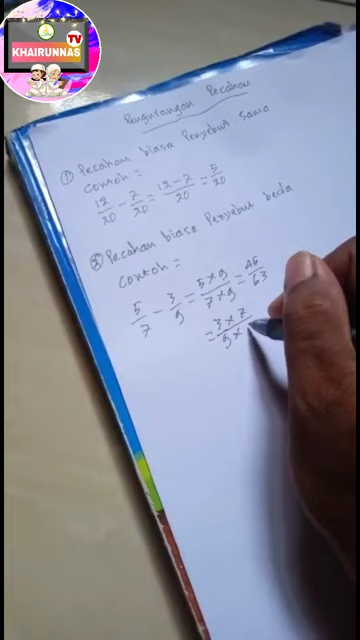 TV
KHAIRUNNAS
Pengurangan Pecahan
① Pecahan biasa Penyebut sama
Contoh =
12/20 - 7/20 = 12-7/20 = 5/20
② Pecahan biasa Penyebut beda
Contoh =
5/7 - 3/9 = 5×9/7×9 = 45/63
= 3×7/9×